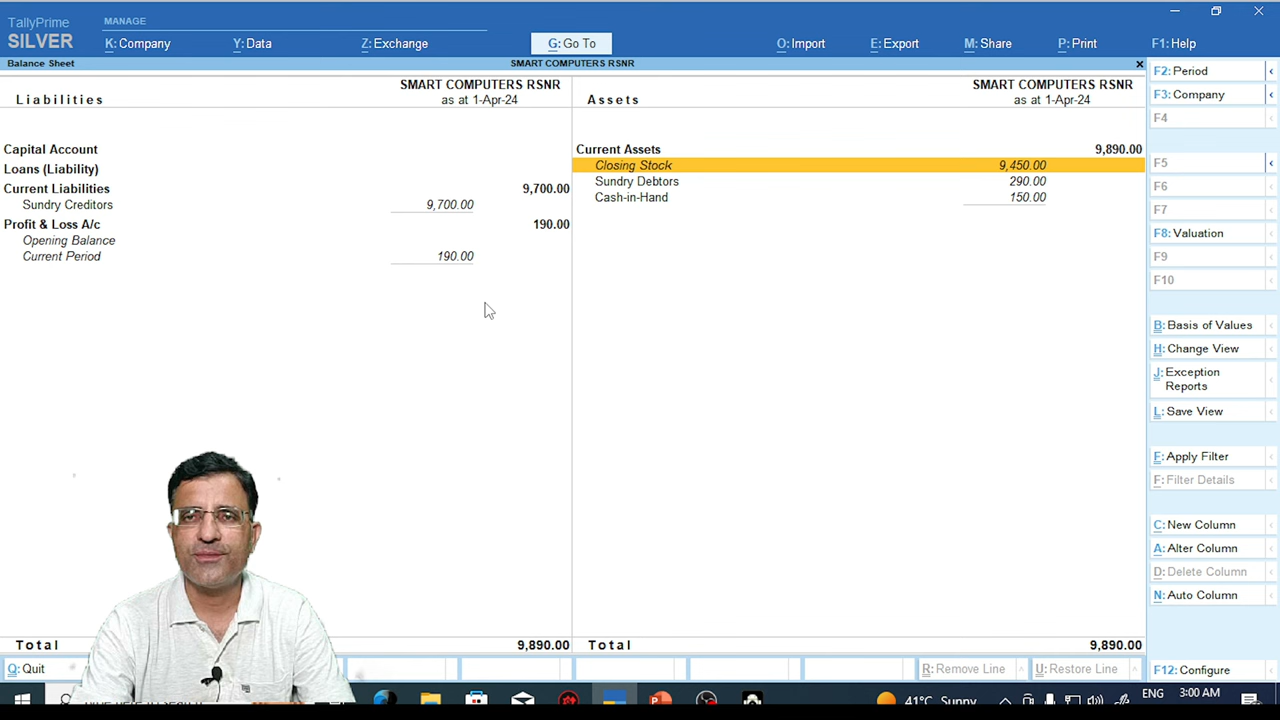 TallyPrime
MANAGE
SILVER
K: Company
Y: Data
Z: Exchange
G: Go To
O: Import
E: Export
M: Share
P: Print
F1: Help
Balance Sheet
SMART COMPUTERS RSNR
×
Liabilities
SMART COMPUTERS RSNR
as at 1-Apr-24
Assets
SMART COMPUTERS RSNR
as at 1-Apr-24
Capital Account
Loans (Liability)
Current Liabilities 9,700.00
Sundry Creditors 9,700.00
Profit & Loss A/c 190.00
Opening Balance
Current Period 190.00
Current Assets 9,890.00
Closing Stock 9,450.00
Sundry Debtors 290.00
Cash-in-Hand 150.00
Total 9,890.00
Total 9,890.00
F2: Period
F3: Company
F4
F5
F6
F7
F8: Valuation
F9
F10
B: Basis of Values
H: Change View
J: Exception
Reports
L: Save View
F: Apply Filter
F: Filter Details
C: New Column
A: Alter Column
D: Delete Column
N: Auto Column
Q: Quit
R: Remove Line
U: Restore Line
F12: Configure
41°C Sunny
ENG
3:00 AM